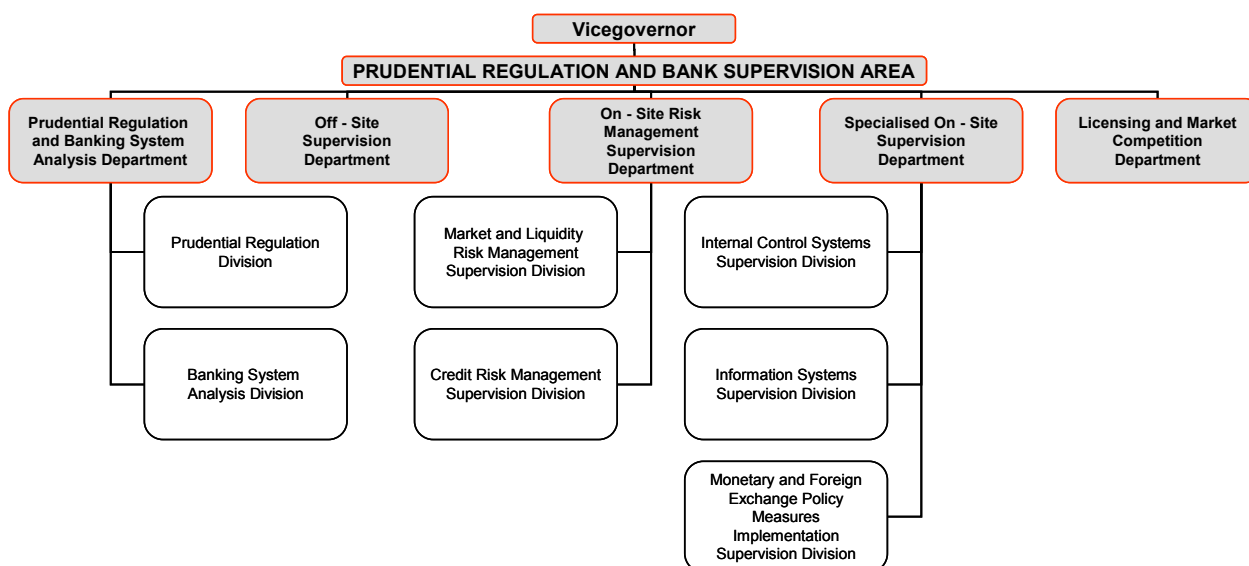 Vicegovernor
PRUDENTIAL REGULATION AND BANK SUPERVISION AREA
Prudential Regulation
and Banking System
Analysis Department
Off - Site
Supervision
Department
On - Site Risk
Management
Supervision
Department
Specialised On - Site
Supervision
Department
Licensing and Market
Competition
Department
Prudential Regulation
Division
Market and Liquidity
Risk Management
Supervision Division
Internal Control Systems
Supervision Division
Banking System
Analysis Division
Credit Risk Management
Supervision Division
Information Systems
Supervision Division
Monetary and Foreign
Exchange Policy
Measures
Implementation
Supervision Division